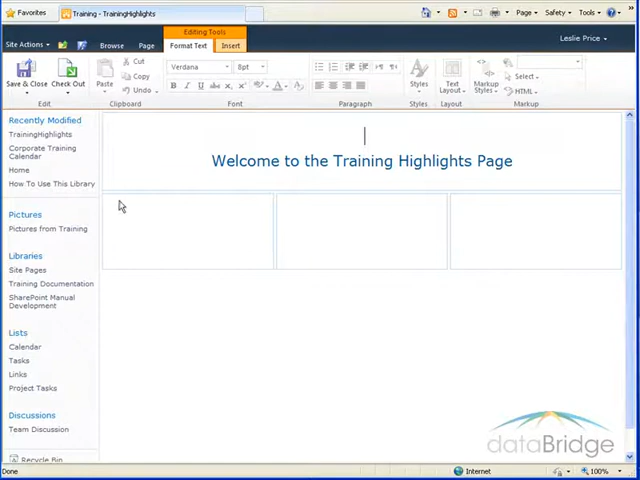 Favorites
Training - TrainingHighlights
Page
Safety
Tools
Editing Tools
Leslie Price
Site Actions
Browse
Page
Format Text
Insert
Save & Close
Check Out
Paste
Cut
Copy
Undo
Verdana
8pt
B I U abc x₂ x²
Styles
Text Layout
Markup Styles
Select
HTML
Edit
Clipboard
Font
Paragraph
Styles
Layout
Markup
Recently Modified
TrainingHighlights
Corporate Training
Calendar
Home
How To Use This Library
Pictures
Pictures from Training
Libraries
Site Pages
Training Documentation
SharePoint Manual
Development
Lists
Calendar
Tasks
Links
Project Tasks
Discussions
Team Discussion
Recycle Bin
Welcome to the Training Highlights Page
dataBridge
Done
Internet
100%